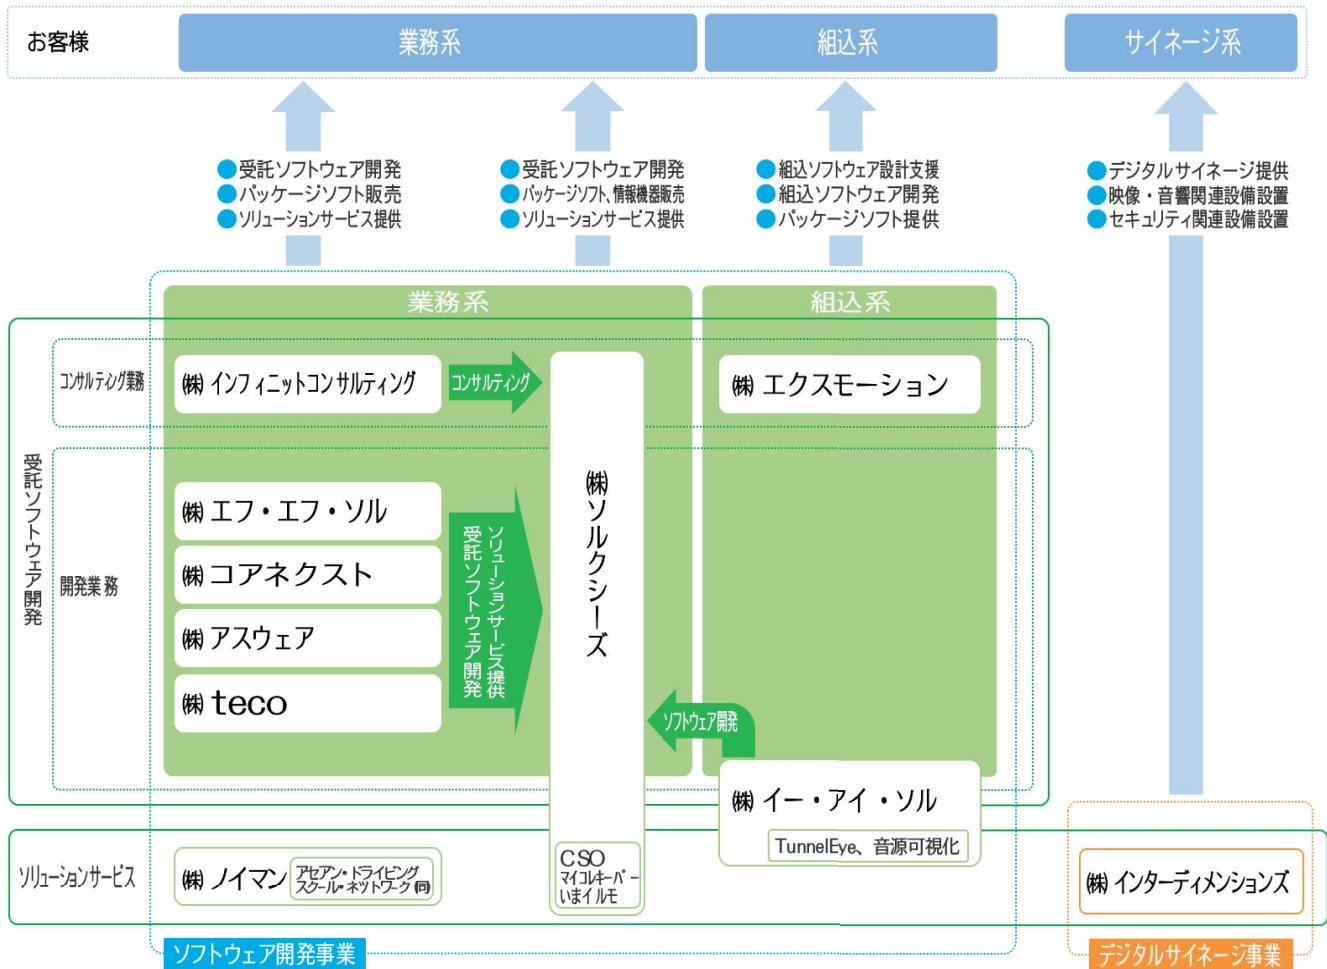 お客様
業務系
組込系
サイネージ系
●受託ソフトウェア開発
●パッケージソフト販売
●ソリューションサービス提供
●受託ソフトウェア開発
●パッケージソフト、情報機器販売
●ソリューションサービス提供
●組込ソフトウェア設計支援
●組込ソフトウェア開発
●パッケージソフト提供
●デジタルサイネージ提供
●映像・音響関連設備設置
●セキュリティ関連設備設置
業務系
組込系
受託ソフトウェア開発
コンサルティング業務
㈱インフィニットコンサルティング
コンサルティング
㈱ソルクシーズ
㈱エクスモーション
開発業務
㈱エフ・エフ・ソル
㈱コアネクスト
㈱アスウェア
㈱teco
ソリューションサービス提供
受託ソフトウェア開発
ソフトウェア開発
㈱イー・アイ・ソル
TunnelEye、音源可視化
ソリューションサービス
㈱ノイマン
アセアン・ドライビング
スクール・ネットワーク㈲
CSO
マイコレキーパー
いまイルモ
㈱インターディメンションズ
ソフトウェア開発事業
デジタルサイネージ事業